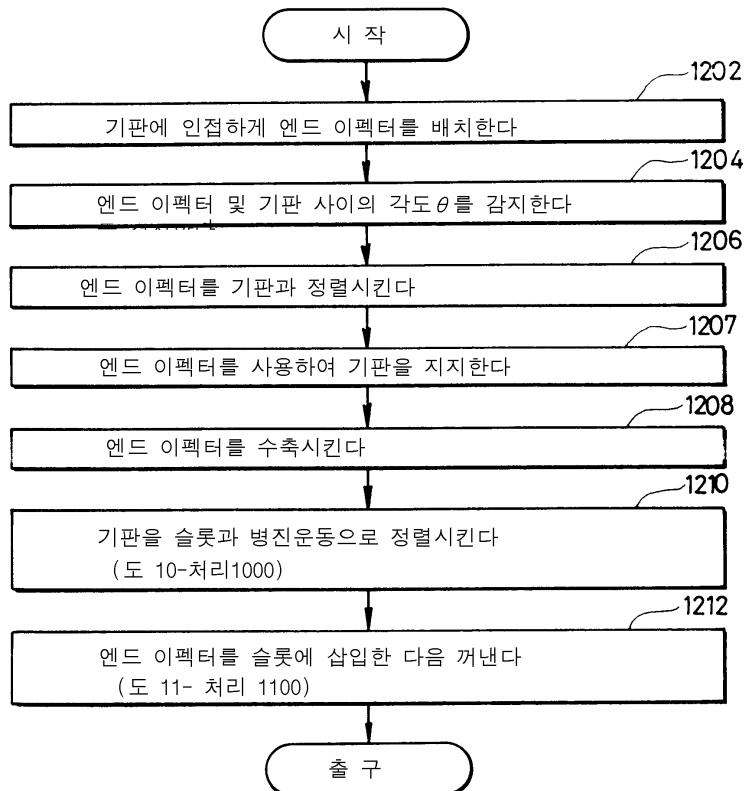 시 작
1202
기판에 인접하게 엔드 이펙터를 배치한다
1204
엔드 이펙터 및 기판 사이의 각도θ를 감지한다
1206
엔드 이펙터를 기판과 정렬시킨다
1207
엔드 이펙터를 사용하여 기판을 지지한다
1208
엔드 이펙터를 수축시킨다
1210
기판을 슬롯과 병진운동으로 정렬시킨다
(도 10-처리1000)
1212
엔드 이펙터를 슬롯에 삽입한 다음 꺼낸다
(도 11- 처리 1100)
출 구